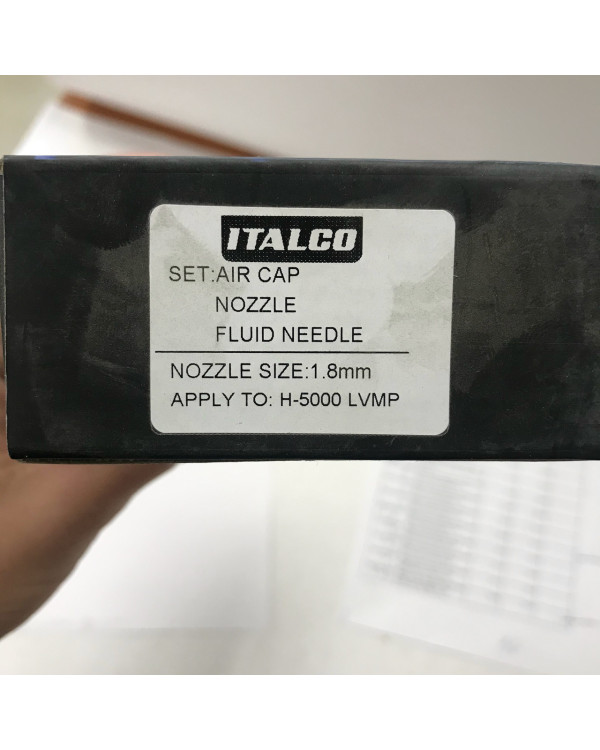 ITALCO
SET:AIR CAP
NOZZLE
FLUID NEEDLE
NOZZLE SIZE:1.8mm
APPLY TO: H-5000 LVMP